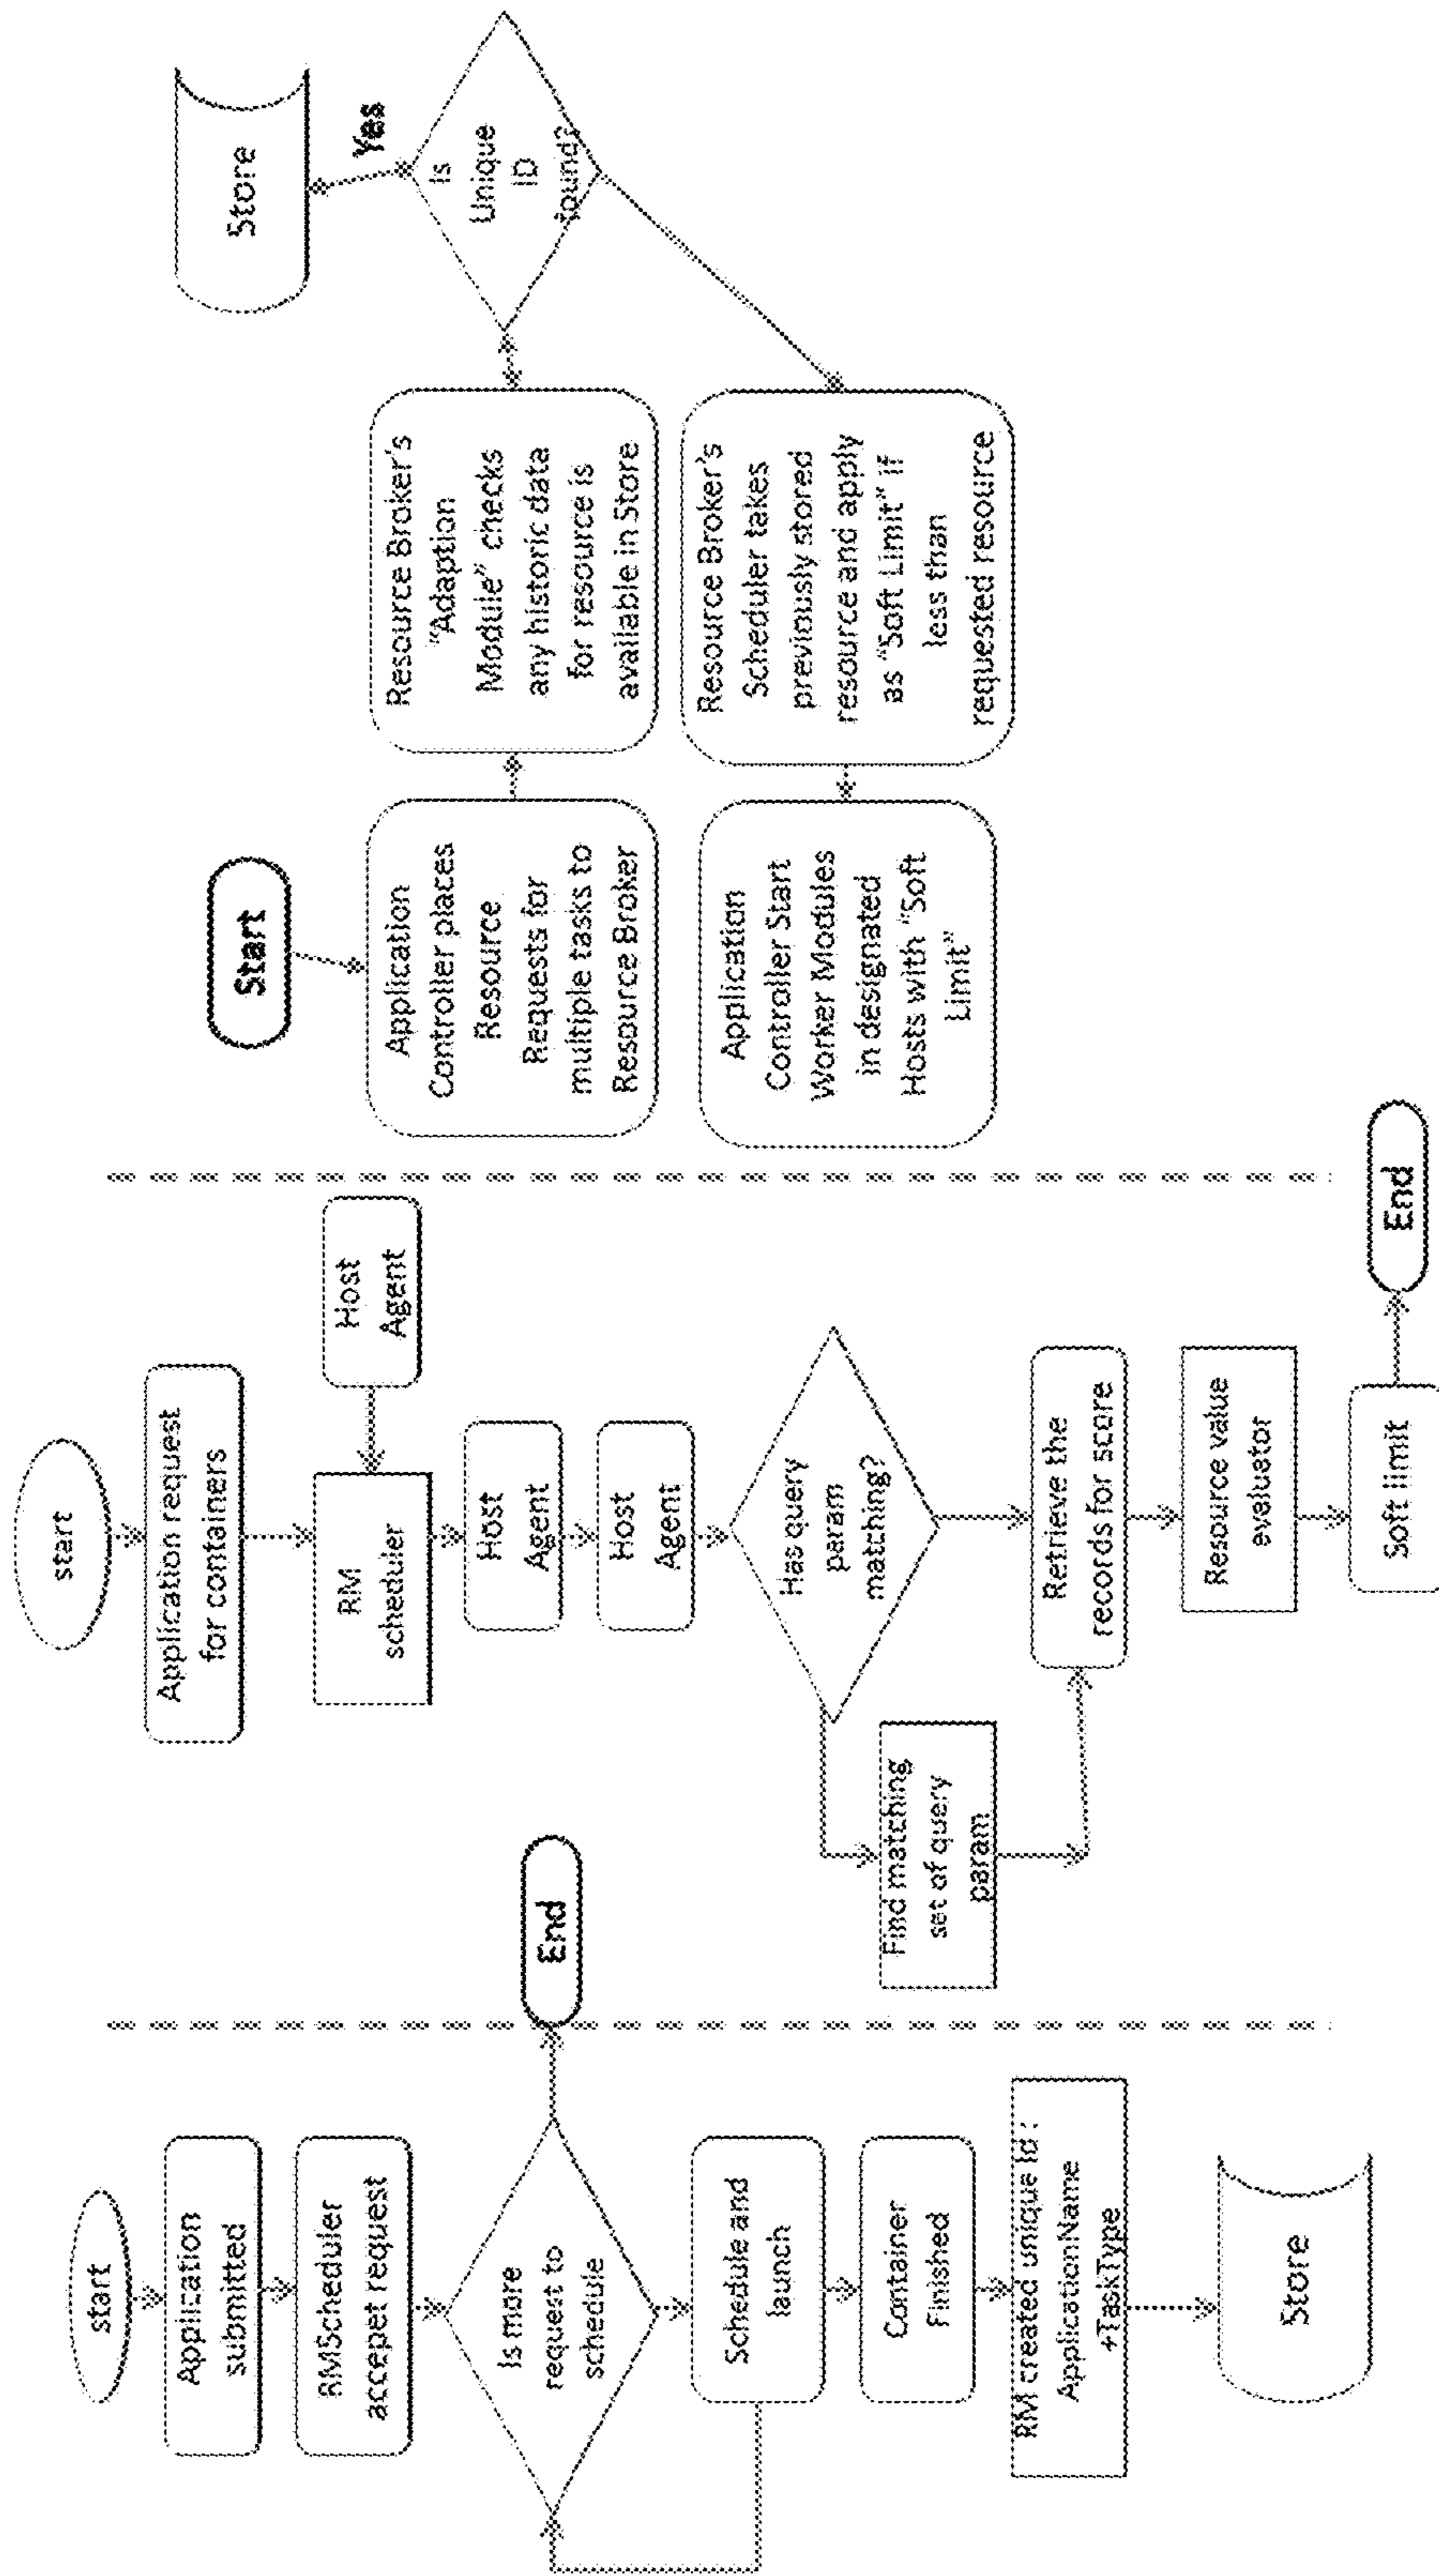 start
Application
submitted
RMScheduler
accepet request
Is more
request to
schedule
End
Schedule and
launch
Container
Finished
RM created unique Id :
ApplicationName
+TaskType
Store
start
Application request
for containers
RM
scheduler
Host
Agent
Host
Agent
Host
Agent
Has query
param
matching?
Find matching
set of query
param
Retrieve the
records for score
Resource value
eveluetor
Soft limit
End
Start
Application
Controller places
Resource
Requests for
multiple tasks to
Resource Broker
Resource Broker's
"Adaption
Module" checks
any historic data
for resource is
available in Store
Is
Unique
ID
found?
Yes
Store
Resource Broker's
Scheduler takes
previously stored
resource and apply
as "Soft Limit" if
less than
requested resource
Application
Controller Start
Worker Modules
in designated
Hosts with "Soft
Limit"